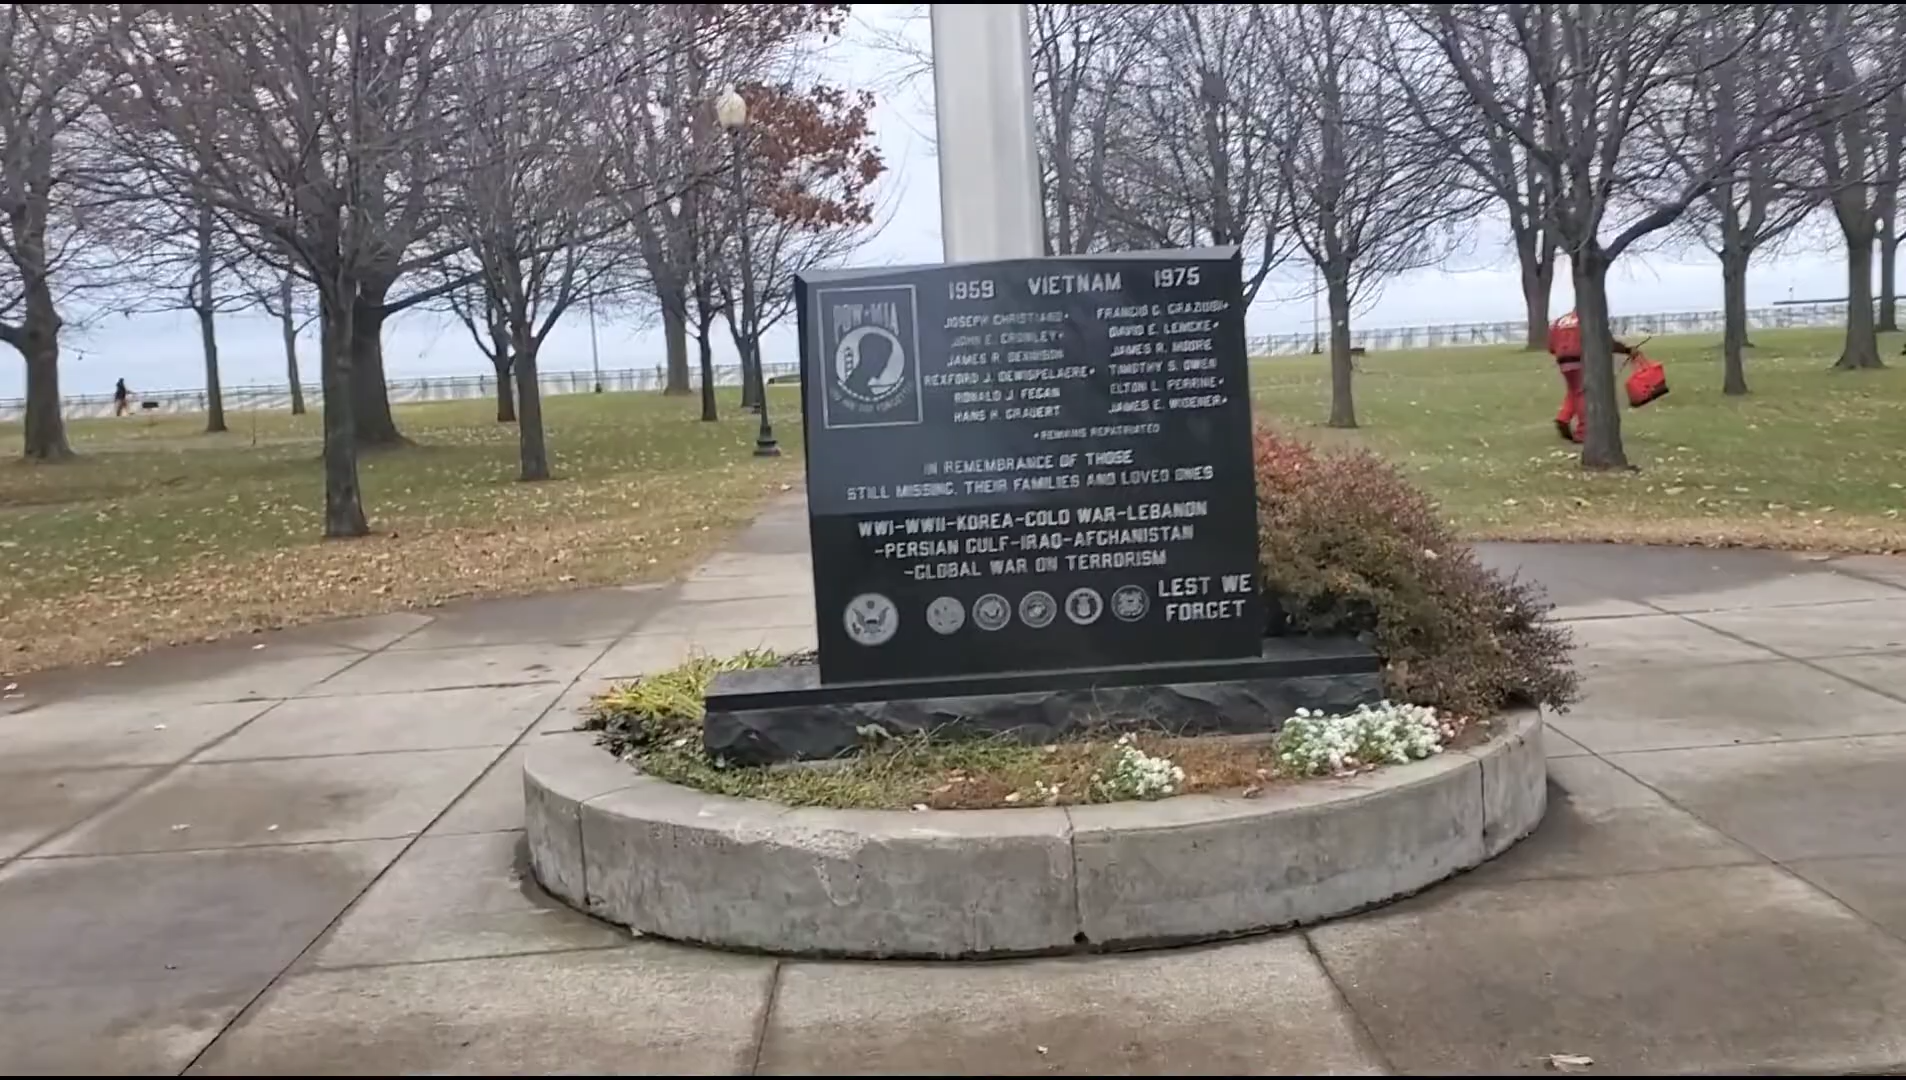 1959 VIETNAM 1975
POW★MIA
JOSEPH CHRISTIANO★ FRANCIS G. GRAZIOSI★
JOHN E. CROWLEY★ DAVID E. LEMCKE★
JAMES R. DENNISON JAMES R. MOORE
REXFORD J. DEWISPELAERE★ TIMOTHY S. OWEN
RONALD J. FEGAN ELTON L. PERRINE★
HANS H. GRAUERT JAMES E. WIDENER★
★REMAINS REPATRIATED
IN REMEMBRANCE OF THOSE
STILL MISSING, THEIR FAMILIES AND LOVED ONES
WWI-WWII-KOREA-COLD WAR-LEBANON
-PERSIAN GULF-IRAQ-AFGHANISTAN
-GLOBAL WAR ON TERRORISM
LEST WE
FORGET